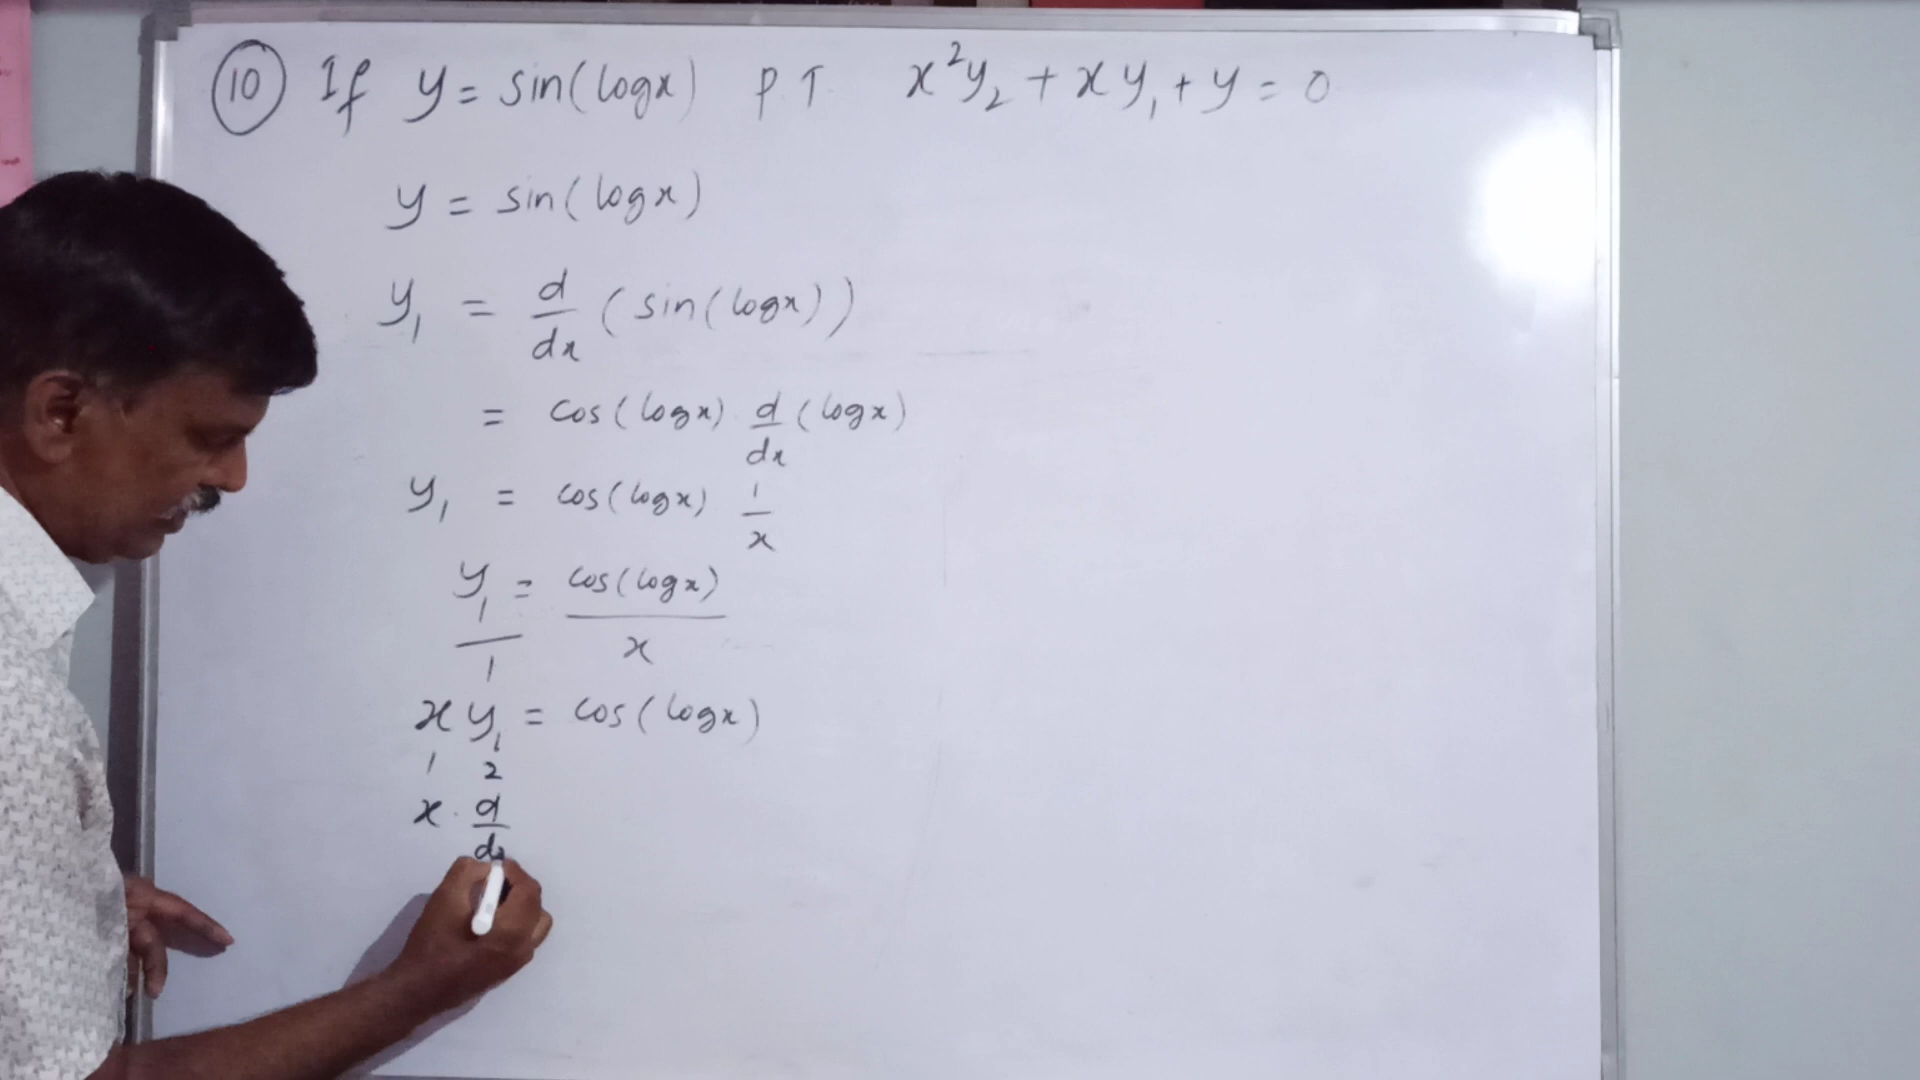 (10) If y = sin(logx) P T x²y₂ + xy₁ + y = 0
y = sin(logx)
y₁ = d/dx (sin(logx))
= cos(logx) d/dx (logx)
y₁ = cos(logx) 1/x
y₁/1 = cos(logx)/x
xy₁ = cos(logx)
1 2
x · d/dx